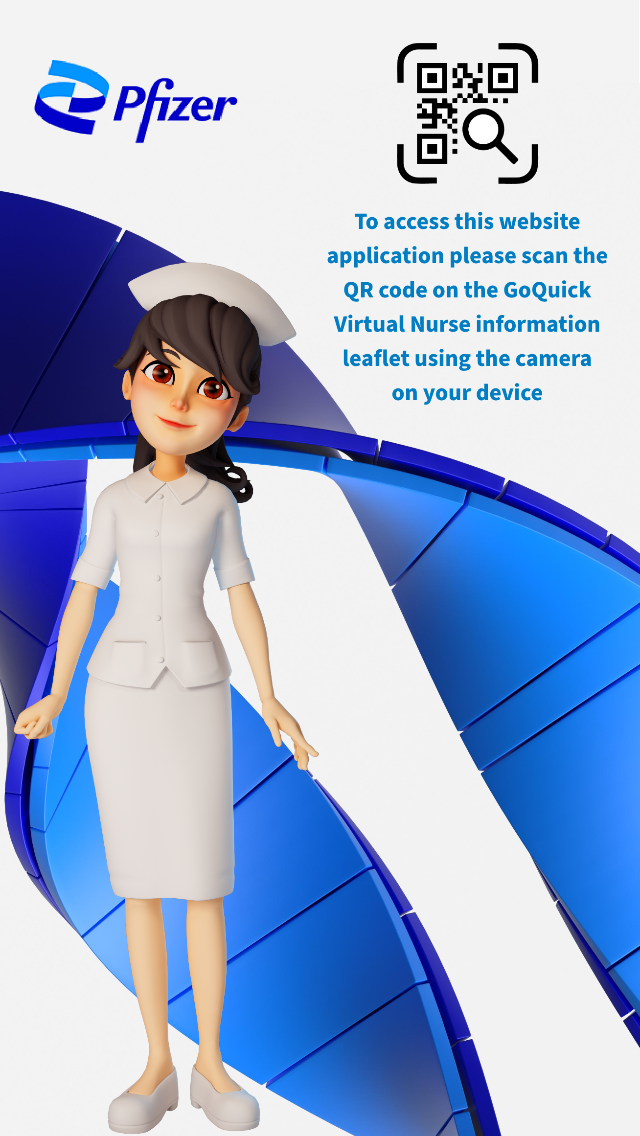 Pfizer
To access this website
application please scan the
QR code on the GoQuick
Virtual Nurse information
leaflet using the camera
on your device